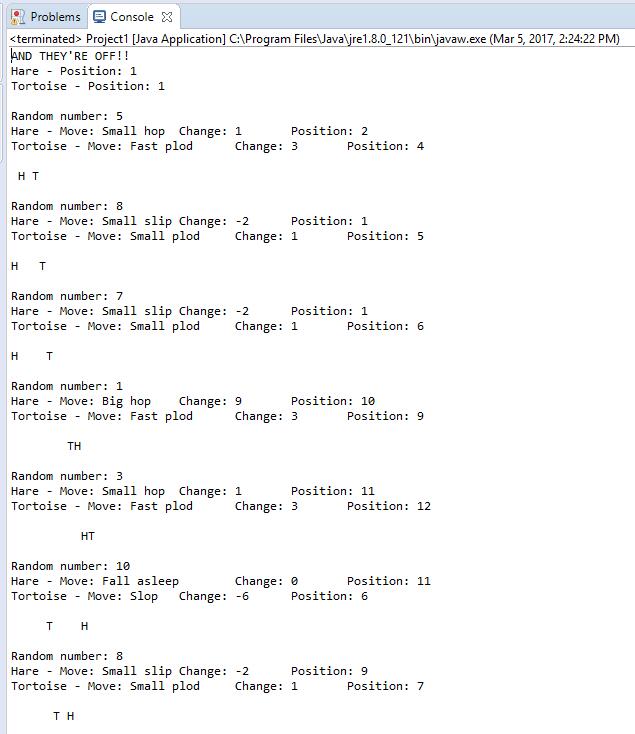 Problems Console
<terminated> Project1 [Java Application] C:\Program Files\Java\jre1.8.0_121\bin\javaw.exe (Mar 5, 2017, 2:24:22 PM)
AND THEY'RE OFF!!
Hare - Position: 1
Tortoise - Position: 1
Random number: 5
Hare - Move: Small hop  Change: 1       Position: 2
Tortoise - Move: Fast plod      Change: 3       Position: 4
 H T
Random number: 8
Hare - Move: Small slip Change: -2      Position: 1
Tortoise - Move: Small plod     Change: 1       Position: 5
H   T
Random number: 7
Hare - Move: Small slip Change: -2      Position: 1
Tortoise - Move: Small plod     Change: 1       Position: 6
H    T
Random number: 1
Hare - Move: Big hop    Change: 9       Position: 10
Tortoise - Move: Fast plod      Change: 3       Position: 9
        TH
Random number: 3
Hare - Move: Small hop  Change: 1       Position: 11
Tortoise - Move: Fast plod      Change: 3       Position: 12
          HT
Random number: 10
Hare - Move: Fall asleep        Change: 0       Position: 11
Tortoise - Move: Slop   Change: -6      Position: 6
     T    H
Random number: 8
Hare - Move: Small slip Change: -2      Position: 9
Tortoise - Move: Small plod     Change: 1       Position: 7
      T H